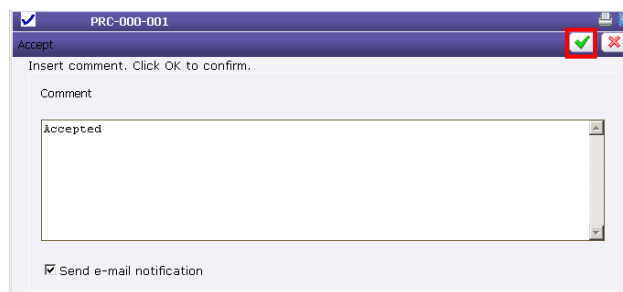 PRC-000-001
Accept
Insert comment. Click OK to confirm.
Comment
Accepted
Send e-mail notification